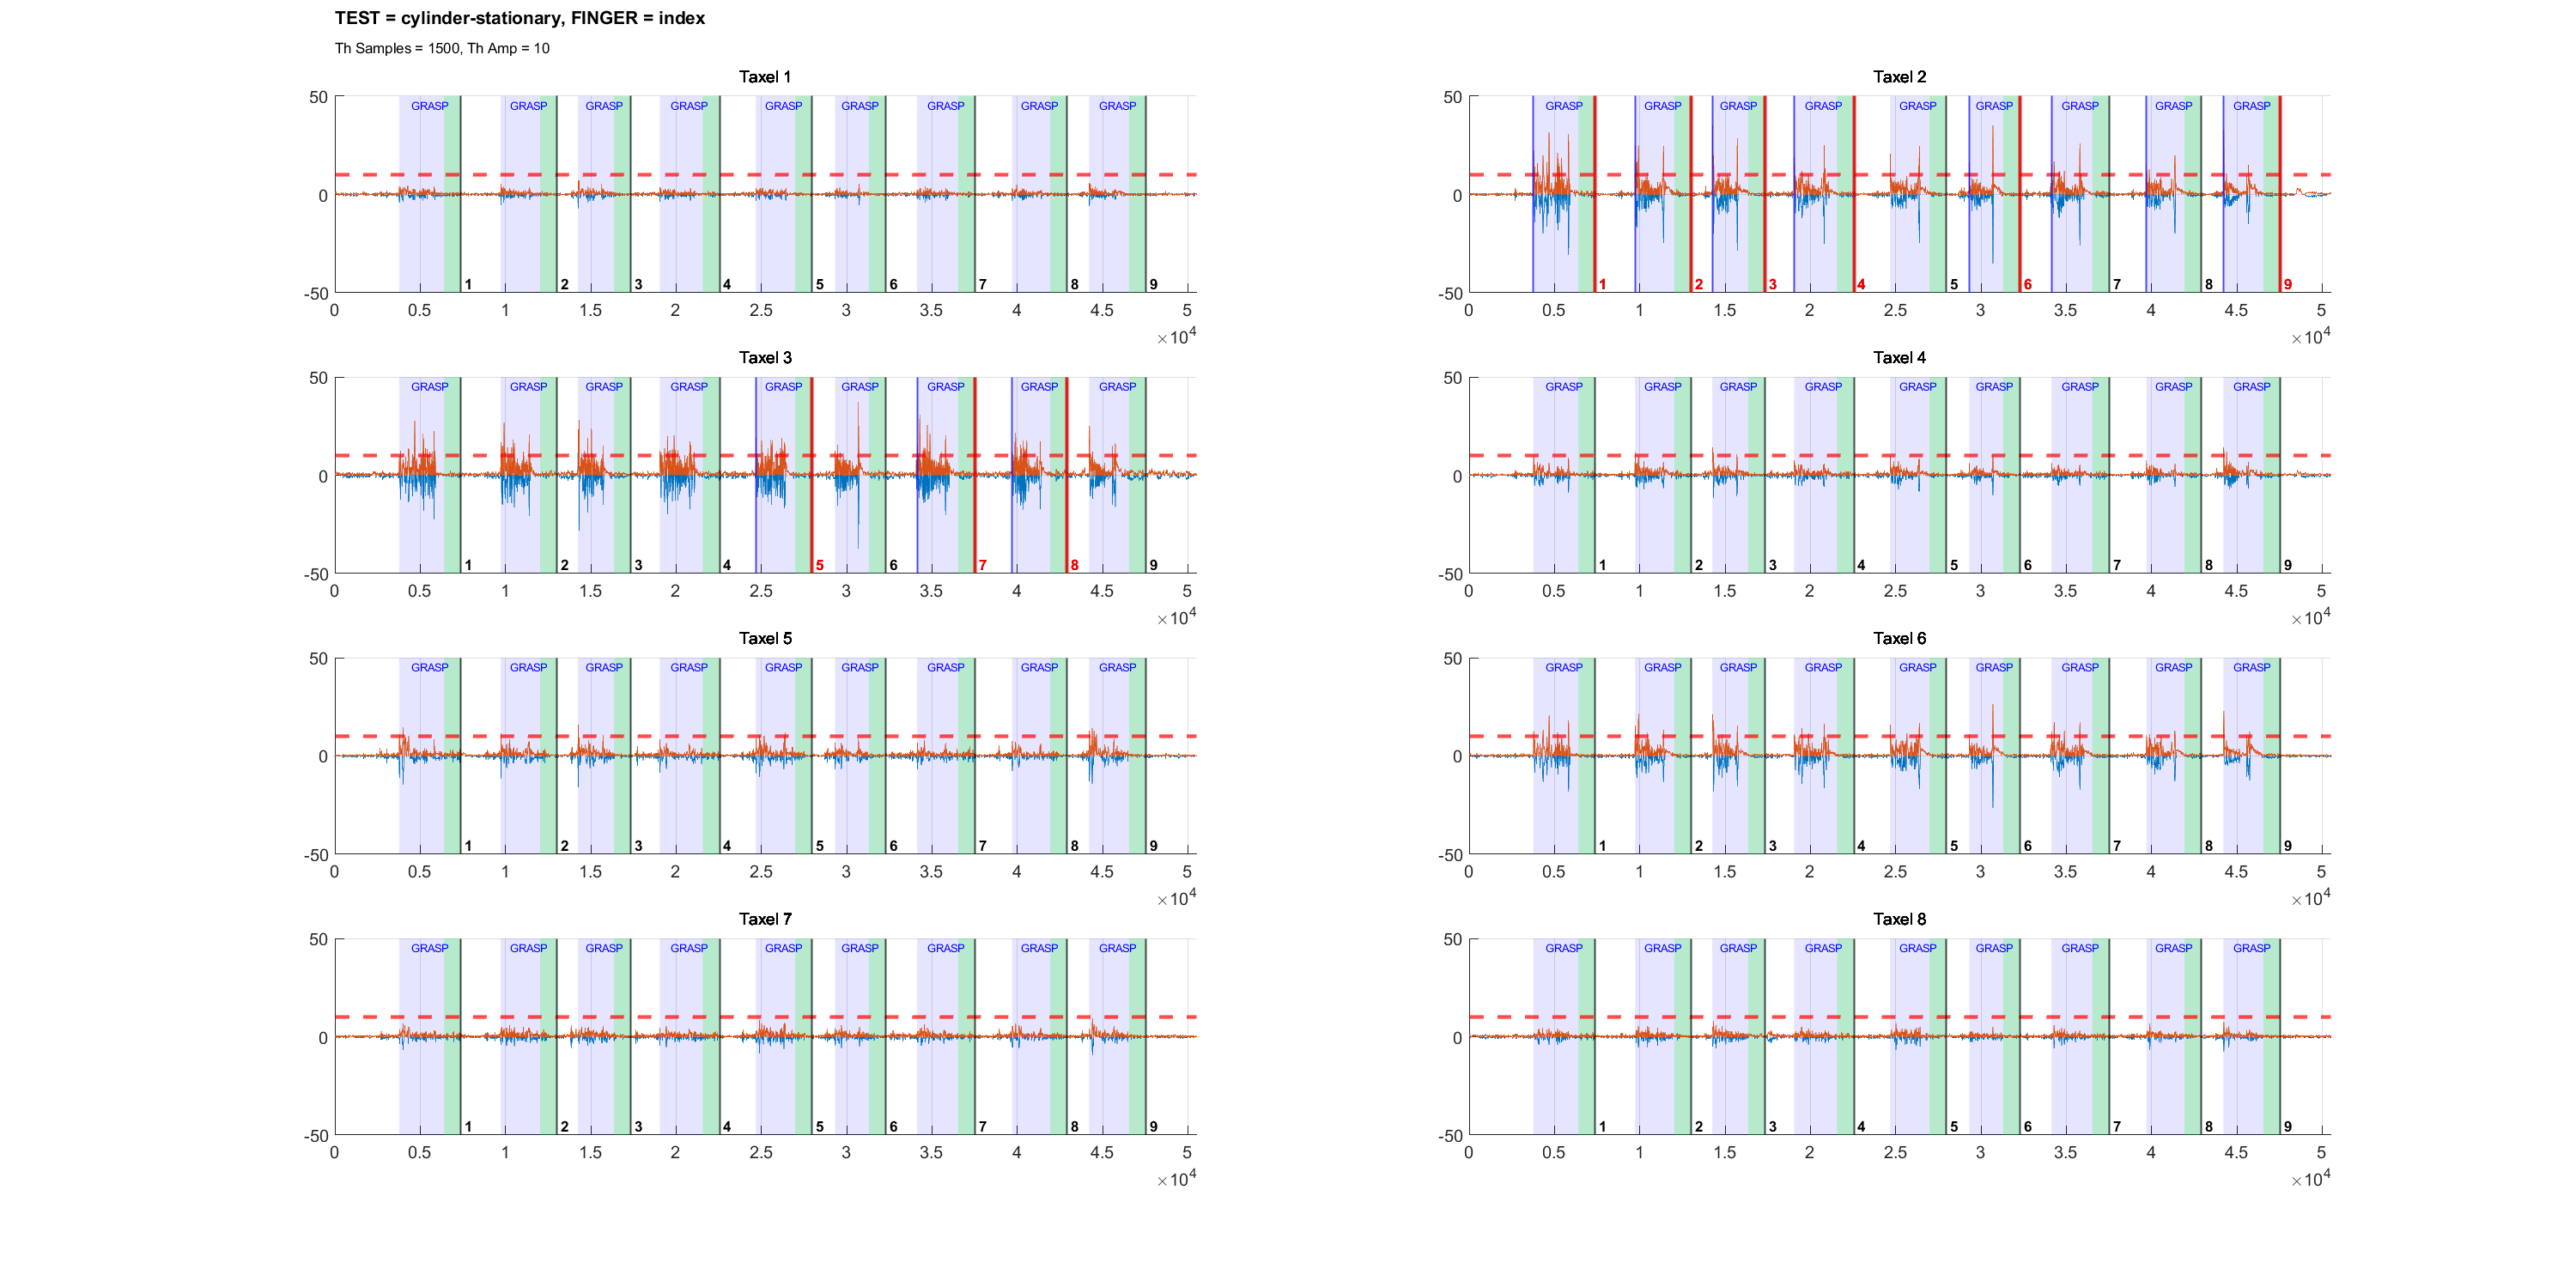 TEST = cylinder-stationary, FINGER = index
Th Samples = 1500, Th Amp = 10
Taxel 1
50
GRASP GRASP GRASP GRASP GRASP GRASP GRASP GRASP GRASP
0
-50
1 2 3 4 5 6 7 8 9
0 0.5 1 1.5 2 2.5 3 3.5 4 4.5 5
×10⁴
Taxel 2
50
GRASP GRASP GRASP GRASP GRASP GRASP GRASP GRASP GRASP
0
-50
1 2 3 4 5 6 7 8 9
0 0.5 1 1.5 2 2.5 3 3.5 4 4.5 5
×10⁴
Taxel 3
50
GRASP GRASP GRASP GRASP GRASP GRASP GRASP GRASP GRASP
0
-50
1 2 3 4 5 6 7 8 9
0 0.5 1 1.5 2 2.5 3 3.5 4 4.5 5
×10⁴
Taxel 4
50
GRASP GRASP GRASP GRASP GRASP GRASP GRASP GRASP GRASP
0
-50
1 2 3 4 5 6 7 8 9
0 0.5 1 1.5 2 2.5 3 3.5 4 4.5 5
×10⁴
Taxel 5
50
GRASP GRASP GRASP GRASP GRASP GRASP GRASP GRASP GRASP
0
-50
1 2 3 4 5 6 7 8 9
0 0.5 1 1.5 2 2.5 3 3.5 4 4.5 5
×10⁴
Taxel 6
50
GRASP GRASP GRASP GRASP GRASP GRASP GRASP GRASP GRASP
0
-50
1 2 3 4 5 6 7 8 9
0 0.5 1 1.5 2 2.5 3 3.5 4 4.5 5
×10⁴
Taxel 7
50
GRASP GRASP GRASP GRASP GRASP GRASP GRASP GRASP GRASP
0
-50
1 2 3 4 5 6 7 8 9
0 0.5 1 1.5 2 2.5 3 3.5 4 4.5 5
×10⁴
Taxel 8
50
GRASP GRASP GRASP GRASP GRASP GRASP GRASP GRASP GRASP
0
-50
1 2 3 4 5 6 7 8 9
0 0.5 1 1.5 2 2.5 3 3.5 4 4.5 5
×10⁴